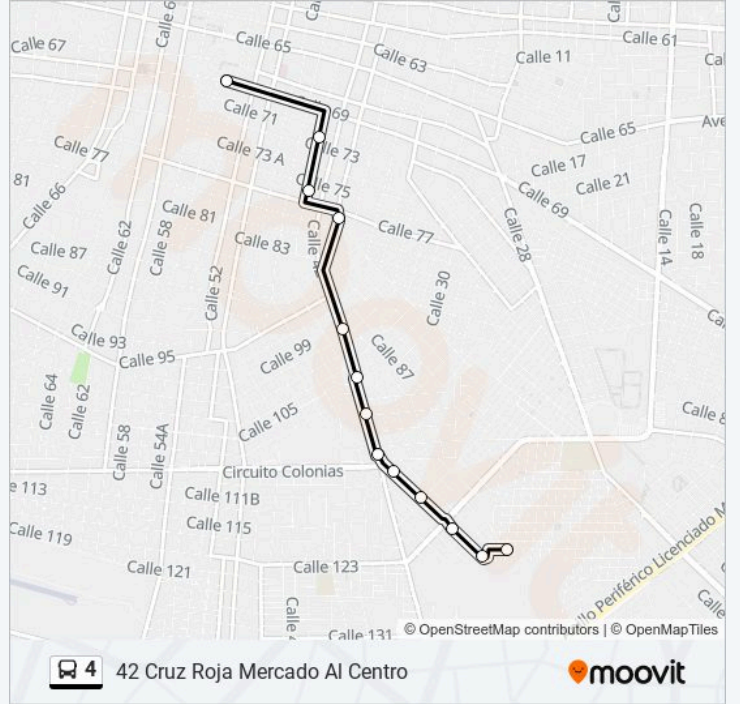 Calle 67
Calle 65
Calle 63
Calle 11
Calle 61
Calle 71
69
Calle 65
Calle 77
Calle 73 A
Calle 73
Calle 17
81
Calle 66
Calle 75
Calle 21
Calle 69
Calle 81
Calle 62
Calle 58
Calle 83
Calle 77
Calle 28
Calle 14
Calle 18
Calle 87
Calle 91
Calle 52
Calle 30
Calle 93
Calle 95
Calle 99
Calle 87
Calle 64
Calle 62
Calle 105
Calle 58
Calle 54A
Circuito Colonias
113
Calle 111B
Calle 119
Calle 115
Calle 121
Calle 123
Periférico Licenciado
Calle 131
© OpenStreetMap contributors | © OpenMapTiles
4 42 Cruz Roja Mercado Al Centro
moovit